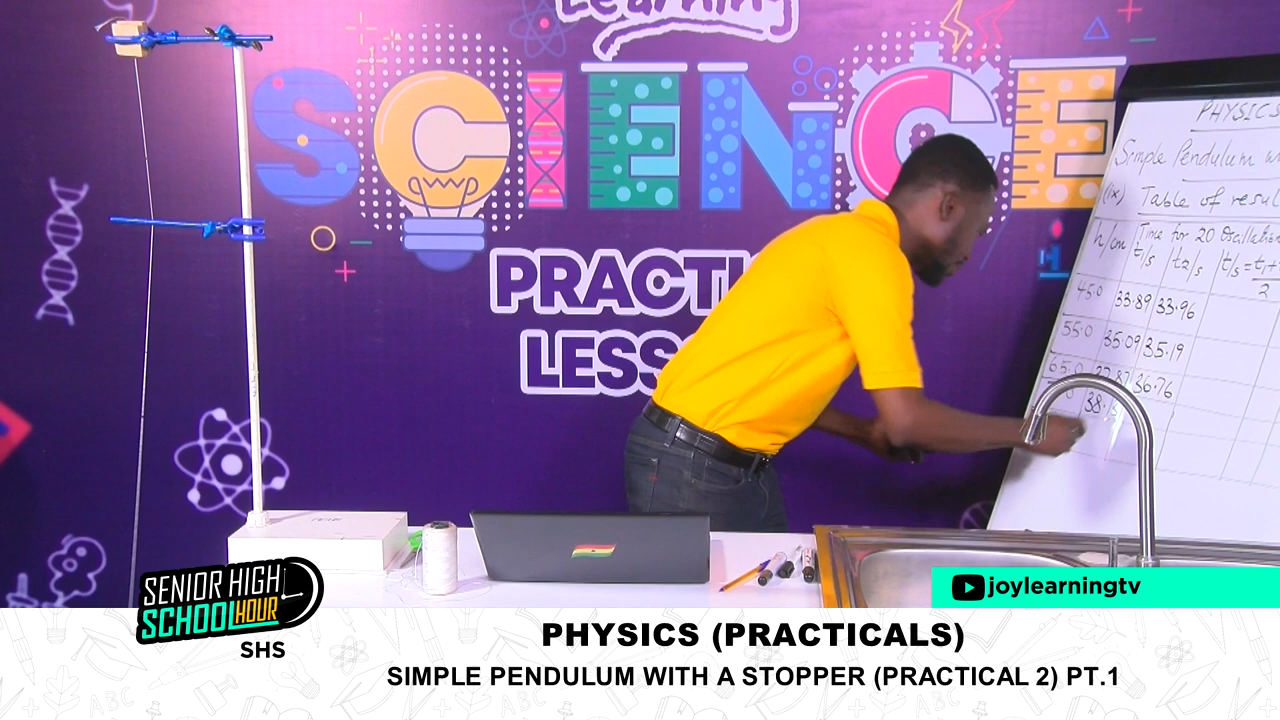 Learning
SCIENCE
PRACTI
LESS
PHYSICS
Simple Pendulum
(ix) Table of resul
h/cm Time for 20 Oscillation
t1/s t2/s t/s = t1+
2
45.0 33.89 33.96
55.0 35.09 35.19
65.0 36.76
38.
SENIOR HIGH
SCHOOL HOUR
SHS
joylearningtv
PHYSICS (PRACTICALS)
SIMPLE PENDULUM WITH A STOPPER (PRACTICAL 2) PT.1